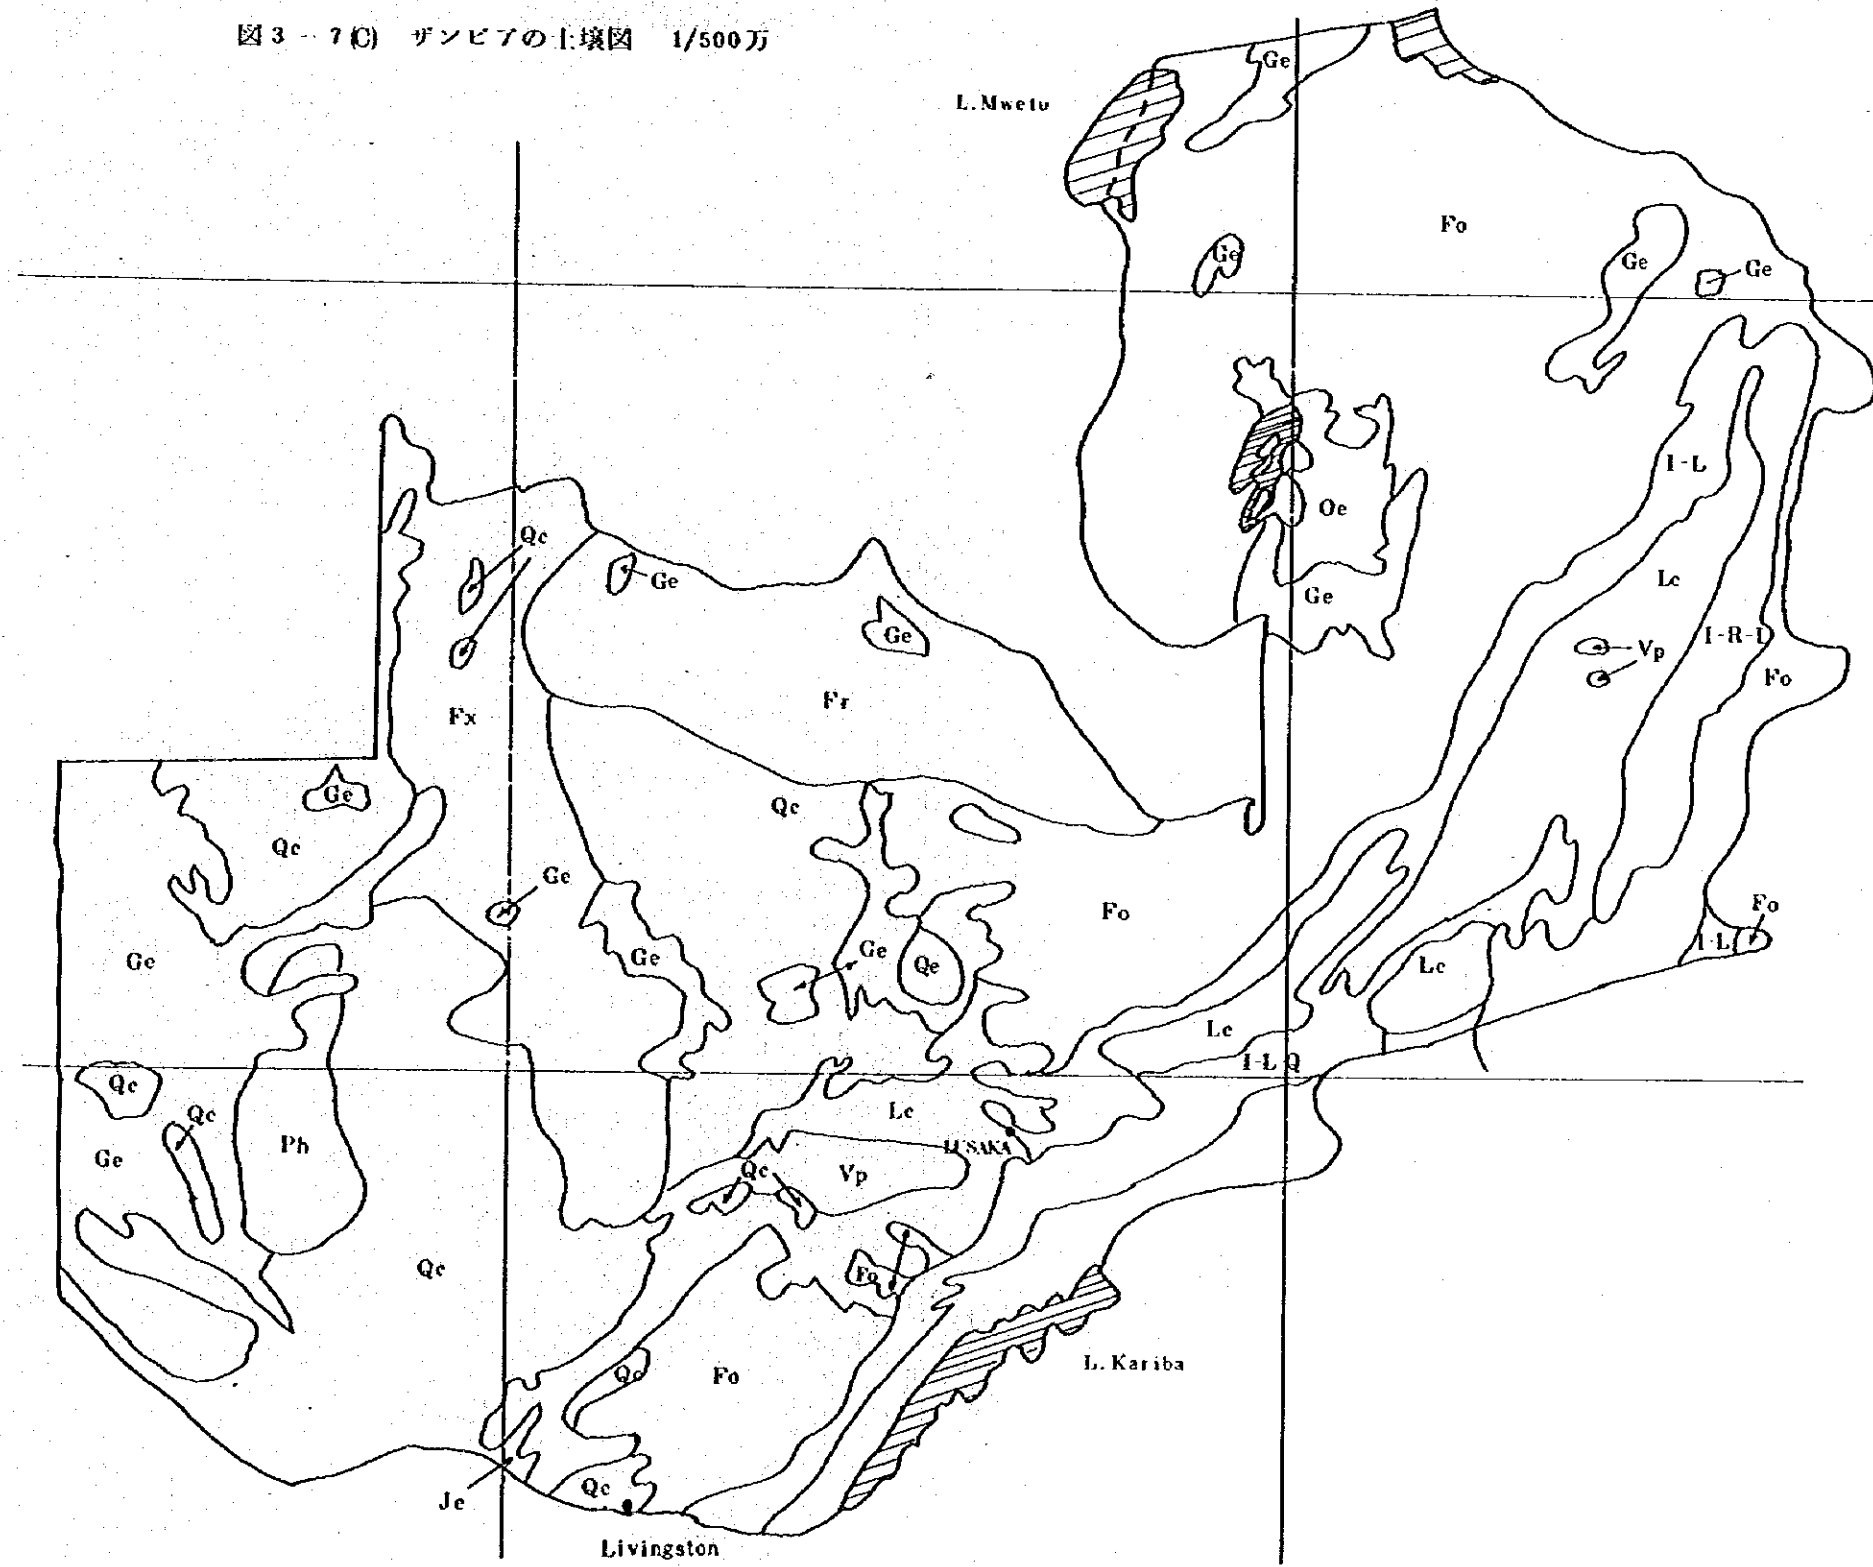 図3-7(C) ザンビアの土壌図 1/500万
Ge
L.Mwetu
Fo
Ge
Ge
Ge
I-L
Oe
Qc
Ge
Lc
Ge
Ge
I-R-L
Vp
Fo
Fr
Fx
Ge
Qc
Qc
Ge
Fo
Fo
I-L
Ge
Ge
Ge
Qe
Lc
Lc
I-L Q
Qc
Qc
Lc
Ph
Ge
LUSAKA
Qc
Vp
Qc
Fo
L.Kariba
Qc
Fo
Qc
Je
Livingston